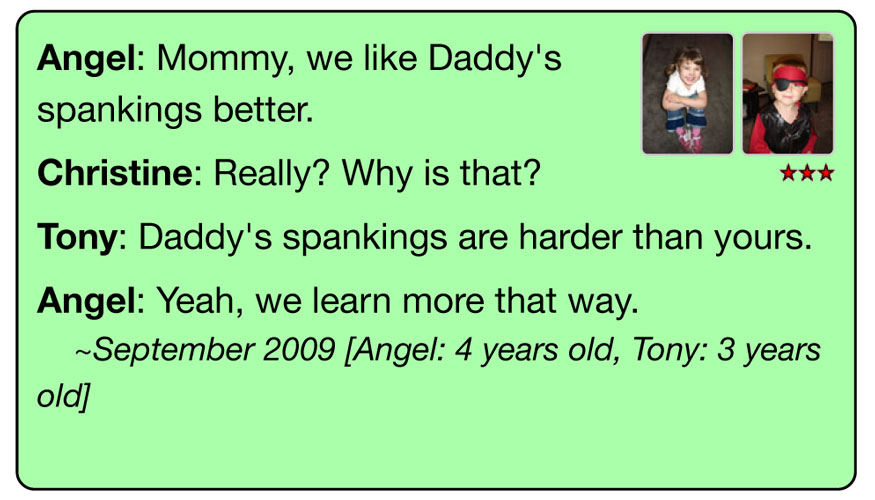 Angel: Mommy, we like Daddy's
spankings better.
Christine: Really? Why is that?
Tony: Daddy's spankings are harder than yours.
Angel: Yeah, we learn more that way.
~September 2009 [Angel: 4 years old, Tony: 3 years
old]